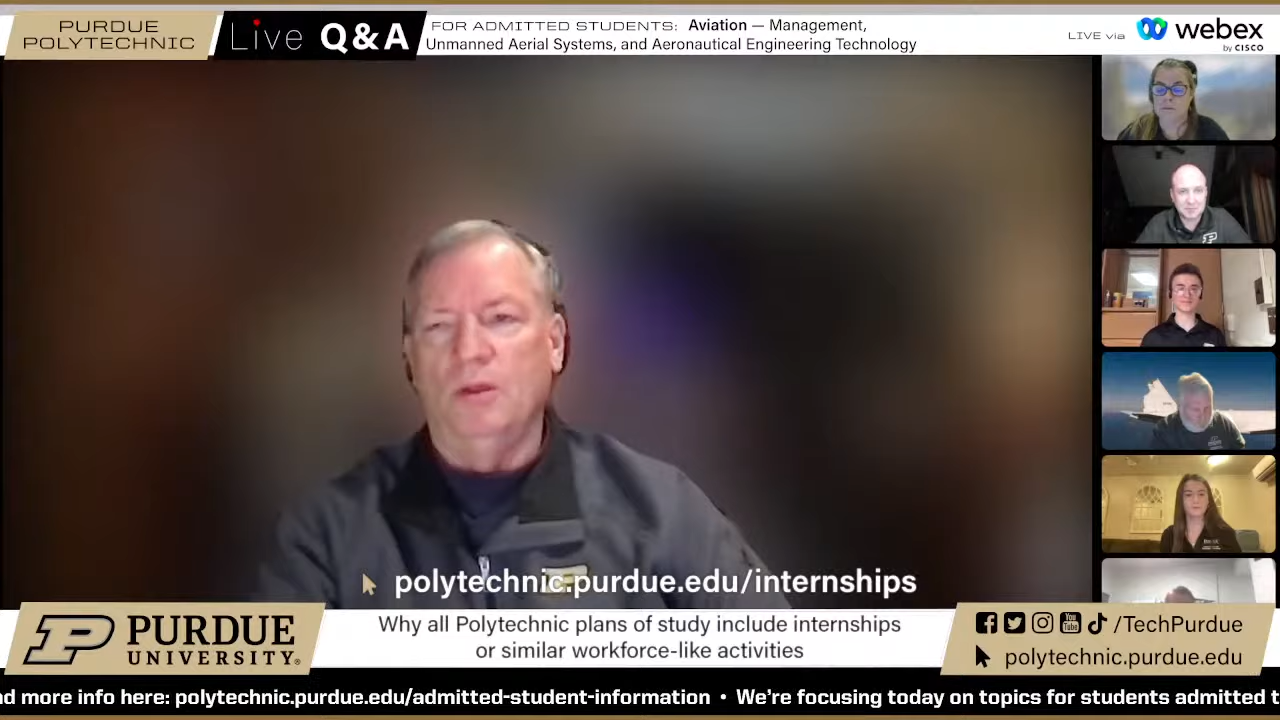 PURDUE
POLYTECHNIC
Live Q&A
FOR ADMITTED STUDENTS: Aviation — Management,
Unmanned Aerial Systems, and Aeronautical Engineering Technology
LIVE via webex
by CISCO
polytechnic.purdue.edu/internships
P PURDUE
UNIVERSITY®
Why all Polytechnic plans of study include internships
or similar workforce-like activities
You Tube /TechPurdue
polytechnic.purdue.edu
nd more info here: polytechnic.purdue.edu/admitted-student-information • We're focusing today on topics for students admitted t